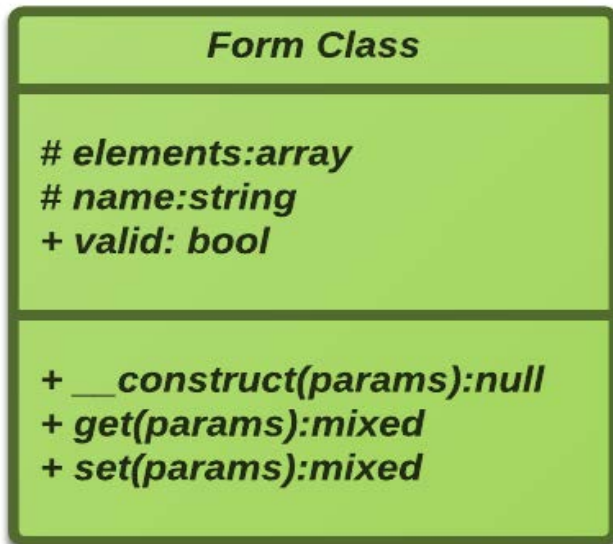 Form Class
# elements:array
# name:string
+ valid: bool
+ __construct(params):null
+ get(params):mixed
+ set(params):mixed